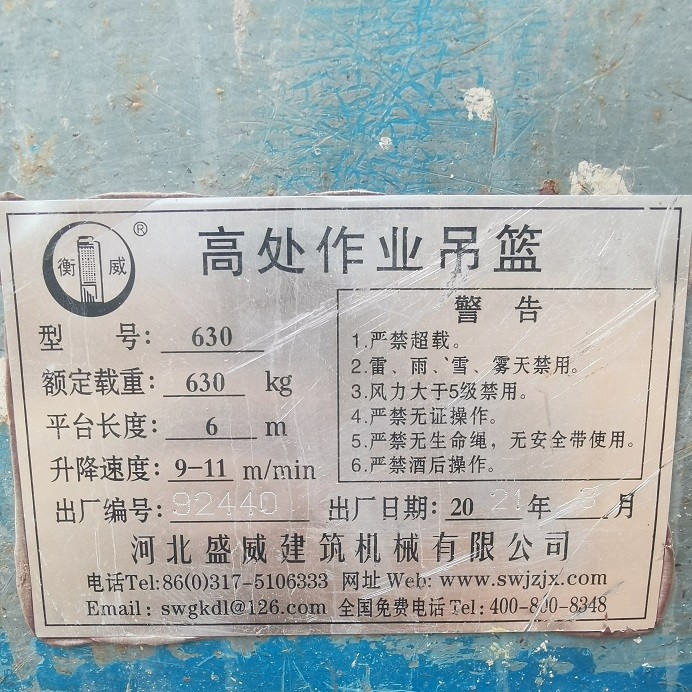 衡威®
高处作业吊篮
型 号：630
额定载重：630 kg
平台长度：6 m
升降速度：9-11 m/min
出厂编号：92440
出厂日期：20 21 年 月
警 告
1.严禁超载。
2.雷、雨、雪、雾天禁用。
3.风力大于5级禁用。
4.严禁无证操作。
5.严禁无生命绳，无安全带使用。
6.严禁酒后操作。
河北盛威建筑机械有限公司
电话Tel:86(0)317-5106333 网址 Web: www.swjzjx.com
Email：swgkdl@126.com 全国免费电话Tel：400-800-8348